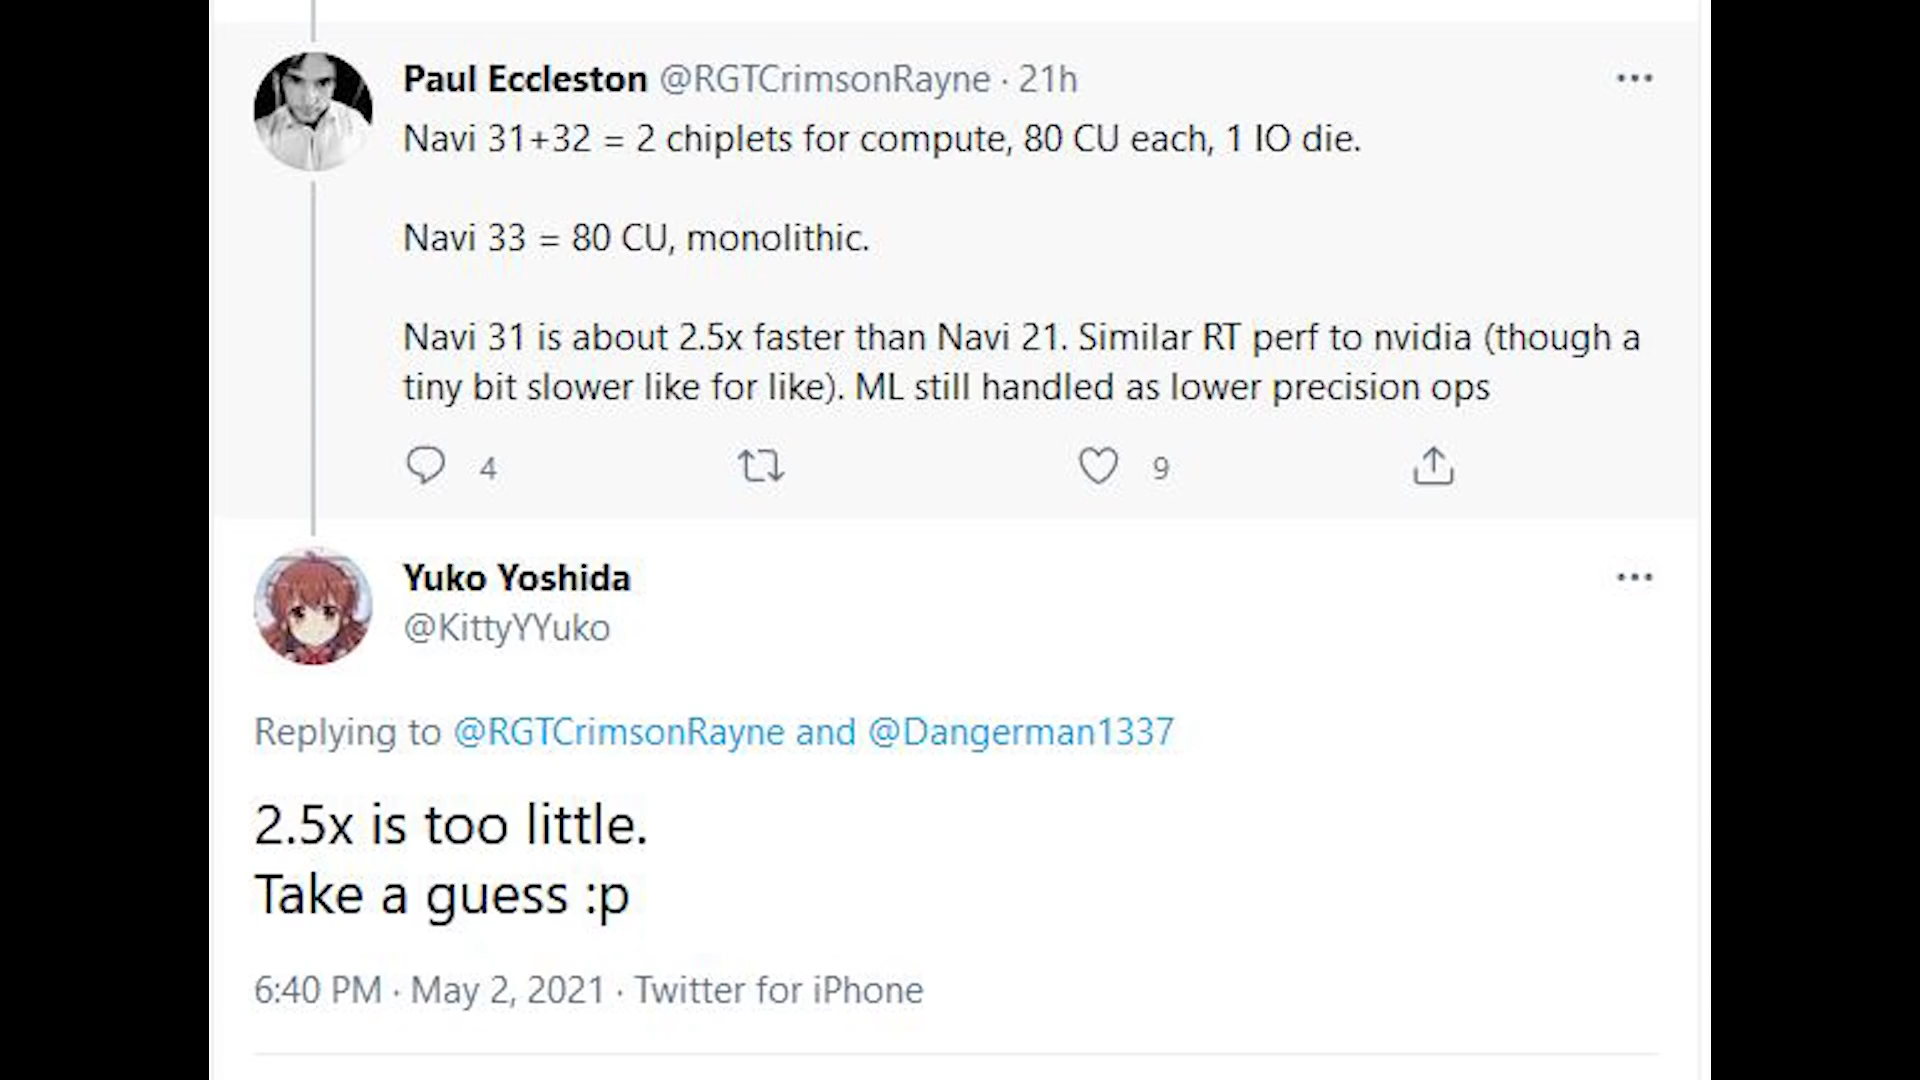 Paul Eccleston @RGTCrimsonRayne · 21h
Navi 31+32 = 2 chiplets for compute, 80 CU each, 1 IO die.
Navi 33 = 80 CU, monolithic.
Navi 31 is about 2.5x faster than Navi 21. Similar RT perf to nvidia (though a
tiny bit slower like for like). ML still handled as lower precision ops
4 9
Yuko Yoshida
@KittyYYuko
Replying to @RGTCrimsonRayne and @Dangerman1337
2.5x is too little.
Take a guess :p
6:40 PM · May 2, 2021 · Twitter for iPhone